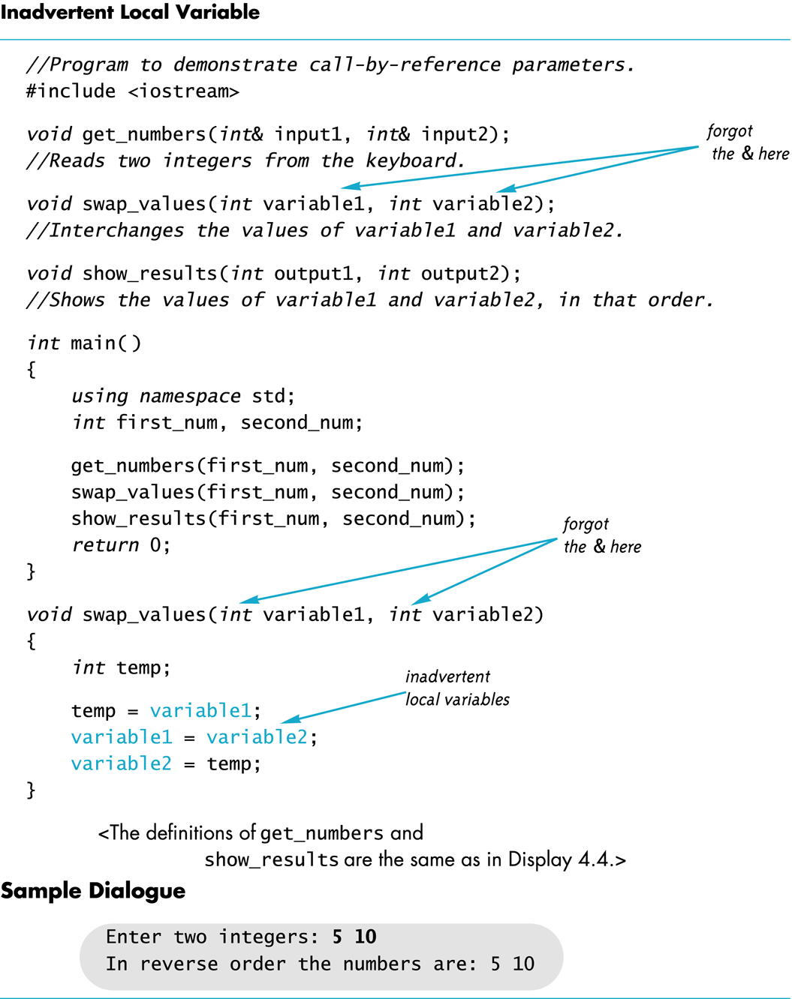 Inadvertent Local Variable
//Program to demonstrate call-by-reference parameters.
#include <iostream>
void get_numbers(int& input1, int& input2);
//Reads two integers from the keyboard.
forgot
the & here
void swap_values(int variable1, int variable2);
//Interchanges the values of variable1 and variable2.
void show_results(int output1, int output2);
//Shows the values of variable1 and variable2, in that order.
int main()
{
    using namespace std;
    int first_num, second_num;
    get_numbers(first_num, second_num);
    swap_values(first_num, second_num);
    show_results(first_num, second_num);
    return 0;
}
forgot
the & here
void swap_values(int variable1, int variable2)
{
    int temp;
inadvertent
local variables
    temp = variable1;
    variable1 = variable2;
    variable2 = temp;
}
<The definitions of get_numbers and
show_results are the same as in Display 4.4.>
Sample Dialogue
Enter two integers: 5 10
In reverse order the numbers are: 5 10